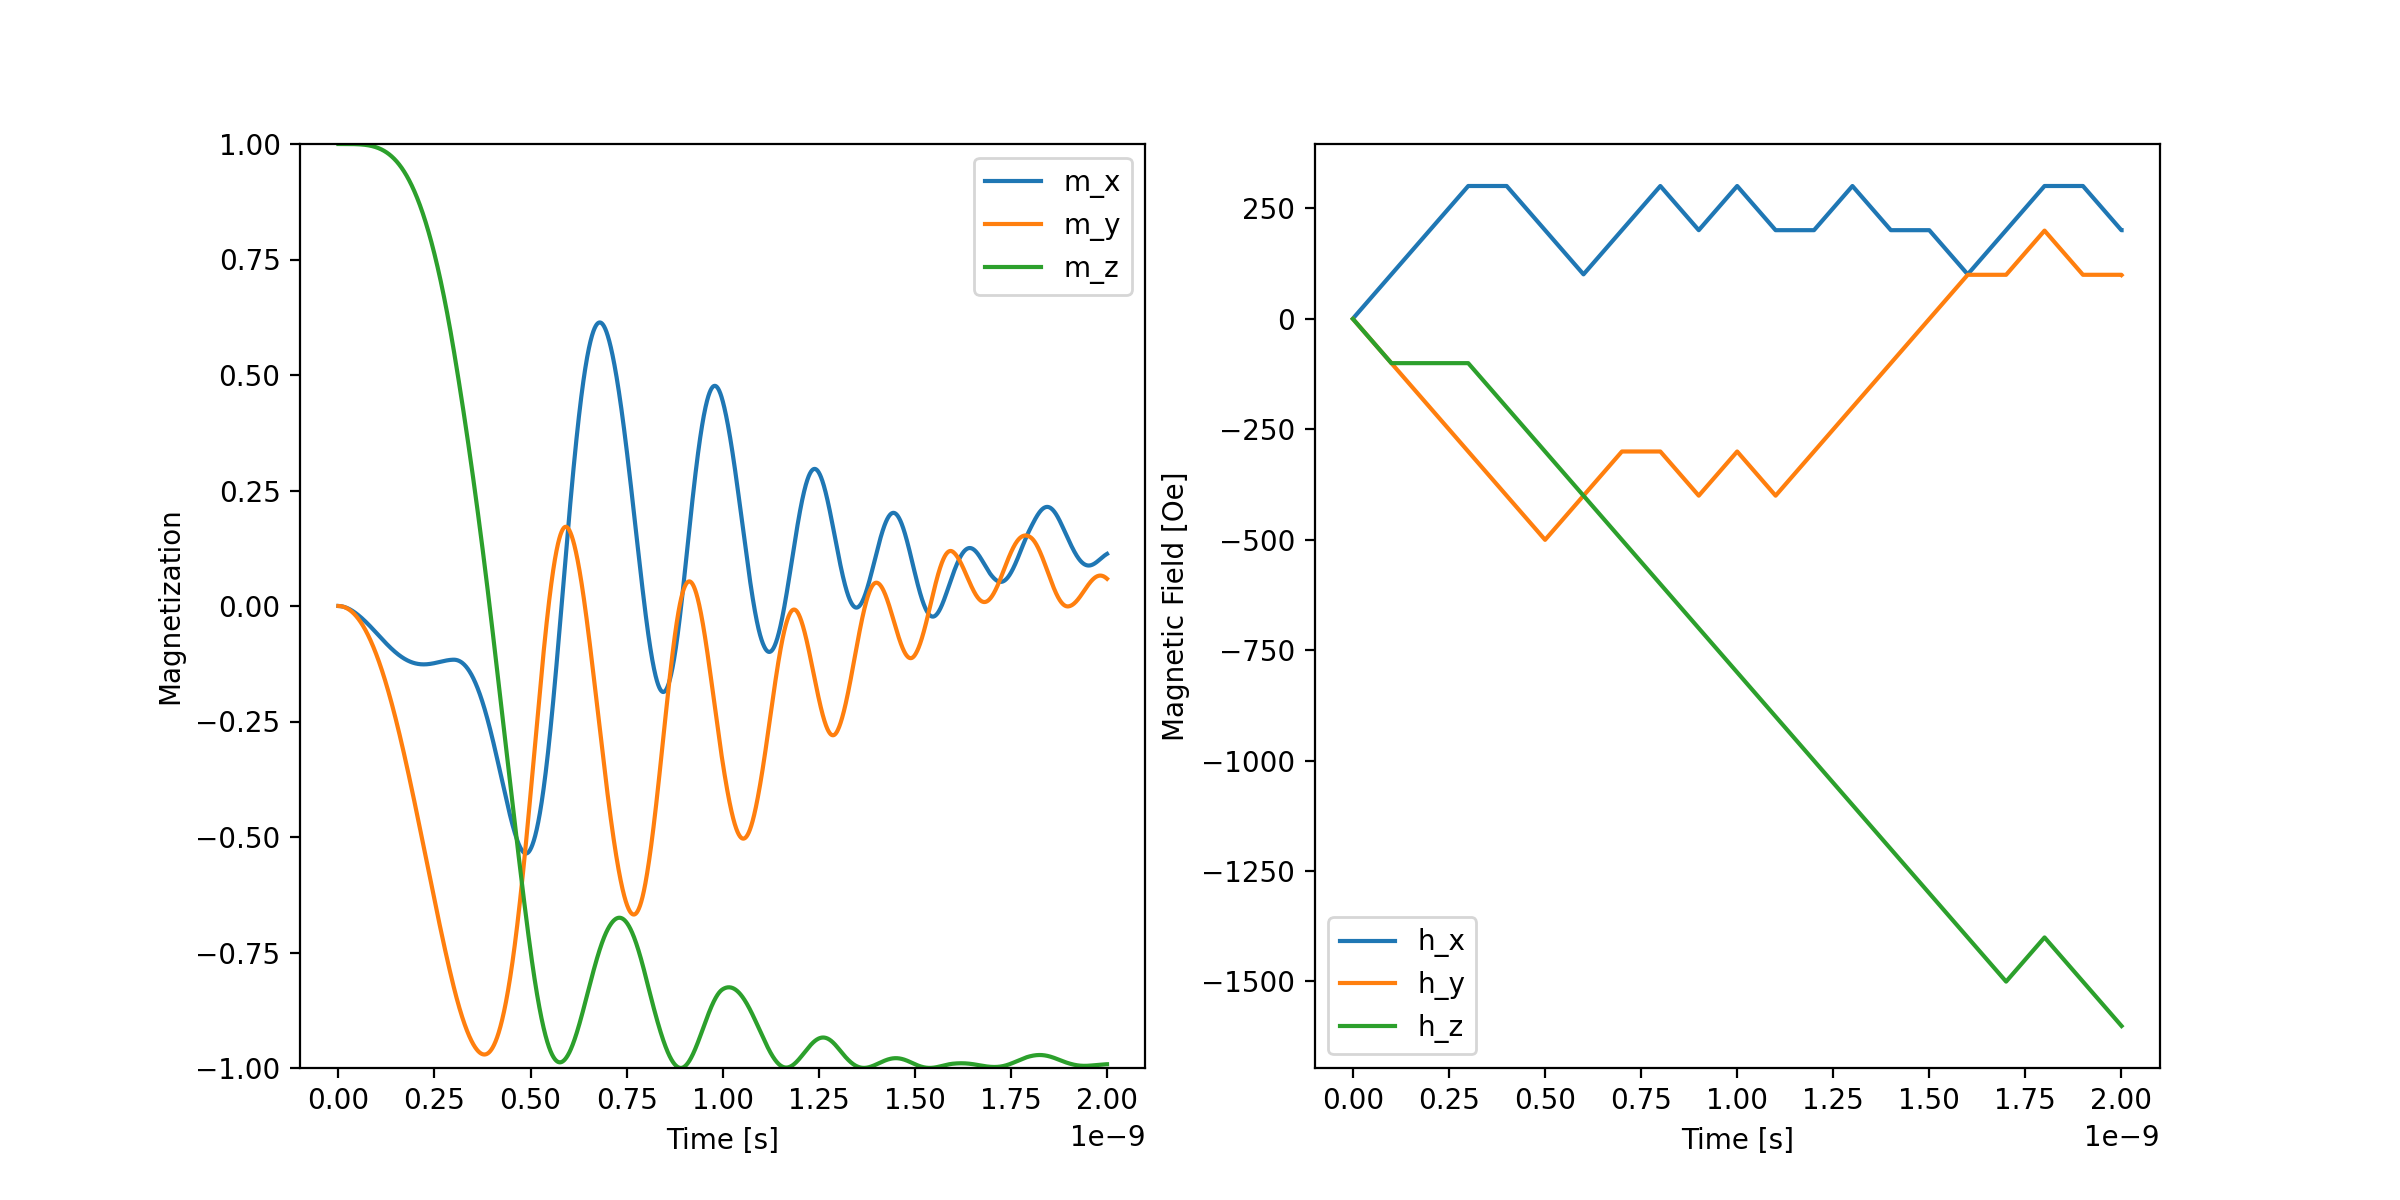 1.00
0.75
0.50
0.25
0.00
−0.25
−0.50
−0.75
−1.00
Magnetization
m_x
m_y
m_z
0.00 0.25 0.50 0.75 1.00 1.25 1.50 1.75 2.00
Time [s]
1e−9
250
0
−250
−500
−750
−1000
−1250
−1500
Magnetic Field [Oe]
h_x
h_y
h_z
0.00 0.25 0.50 0.75 1.00 1.25 1.50 1.75 2.00
Time [s]
1e−9